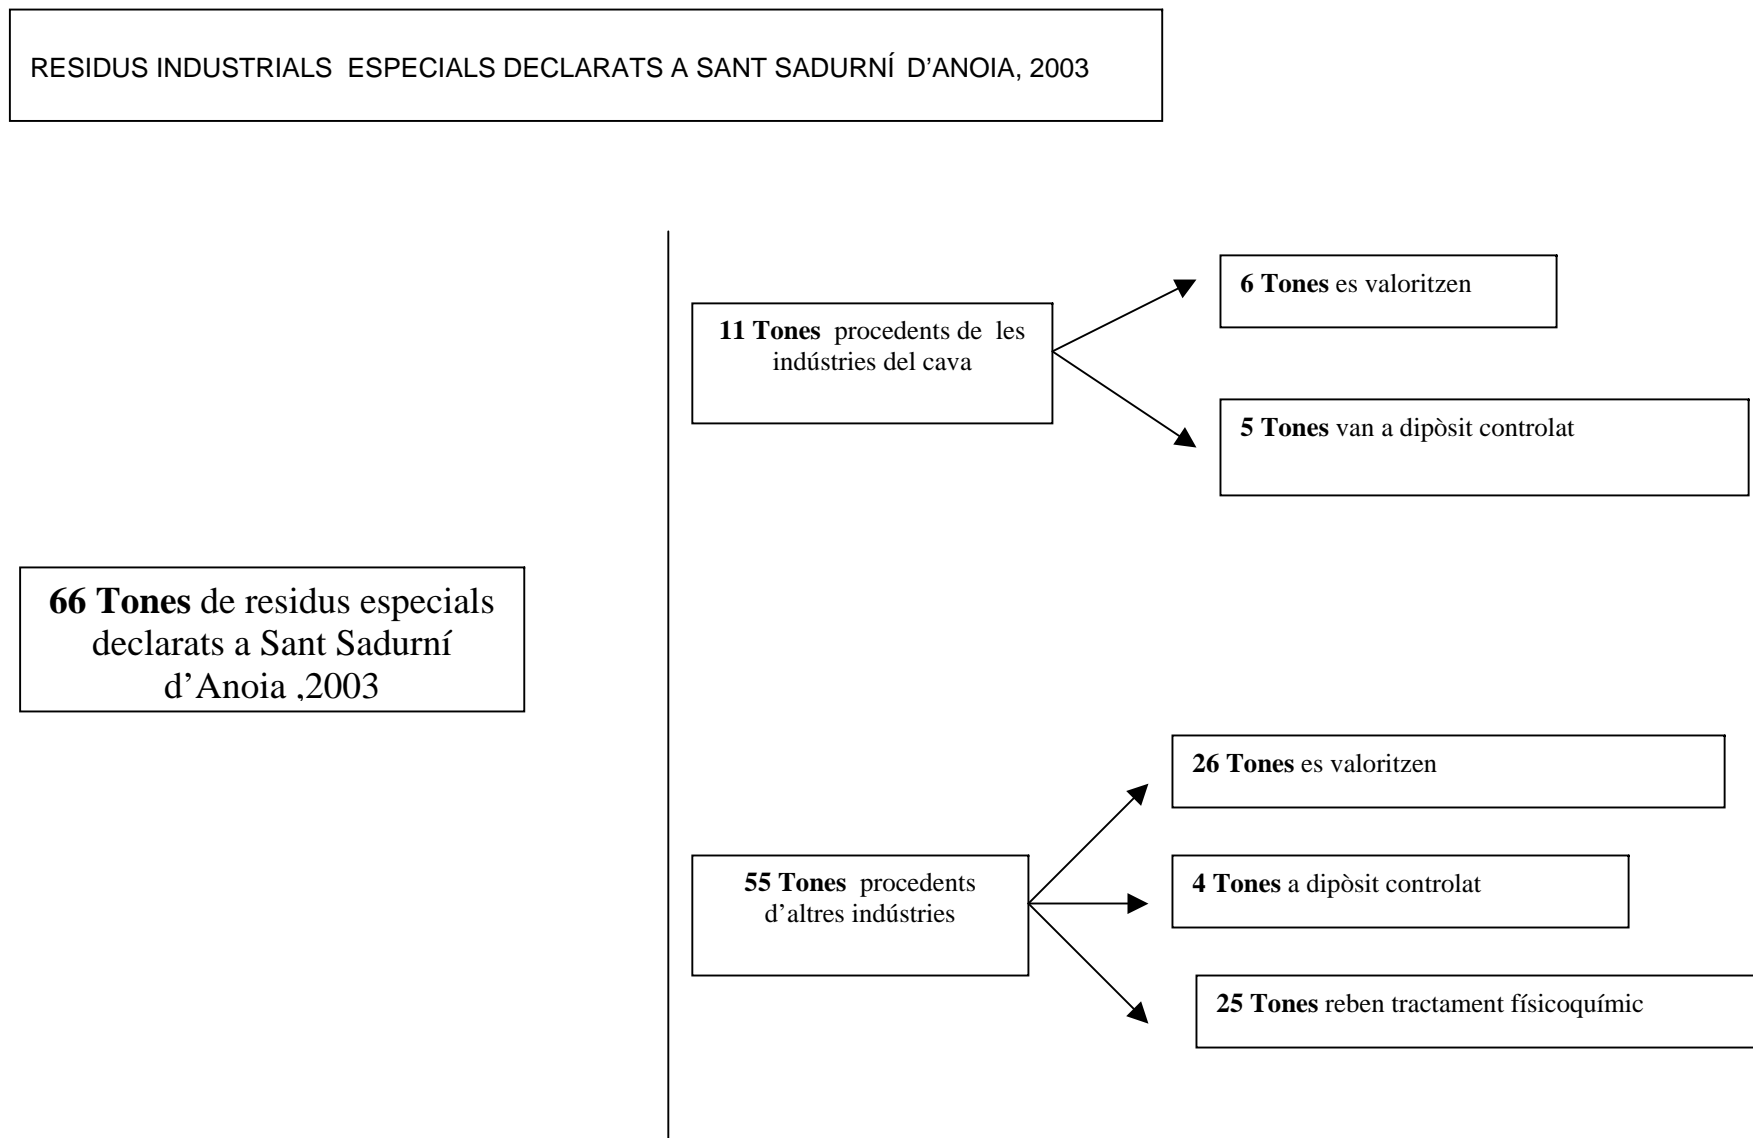 RESIDUS INDUSTRIALS  ESPECIALS DECLARATS A SANT SADURNÍ  D’ANOIA, 2003
6 Tones es valoritzen
11 Tones  procedents de  les
indústries del cava
5 Tones van a dipòsit controlat
66 Tones de residus especials
declarats a Sant Sadurní
d’Anoia ,2003
26 Tones es valoritzen
55 Tones  procedents
d’altres indústries
4 Tones a dipòsit controlat
25 Tones reben tractament físicoquímic